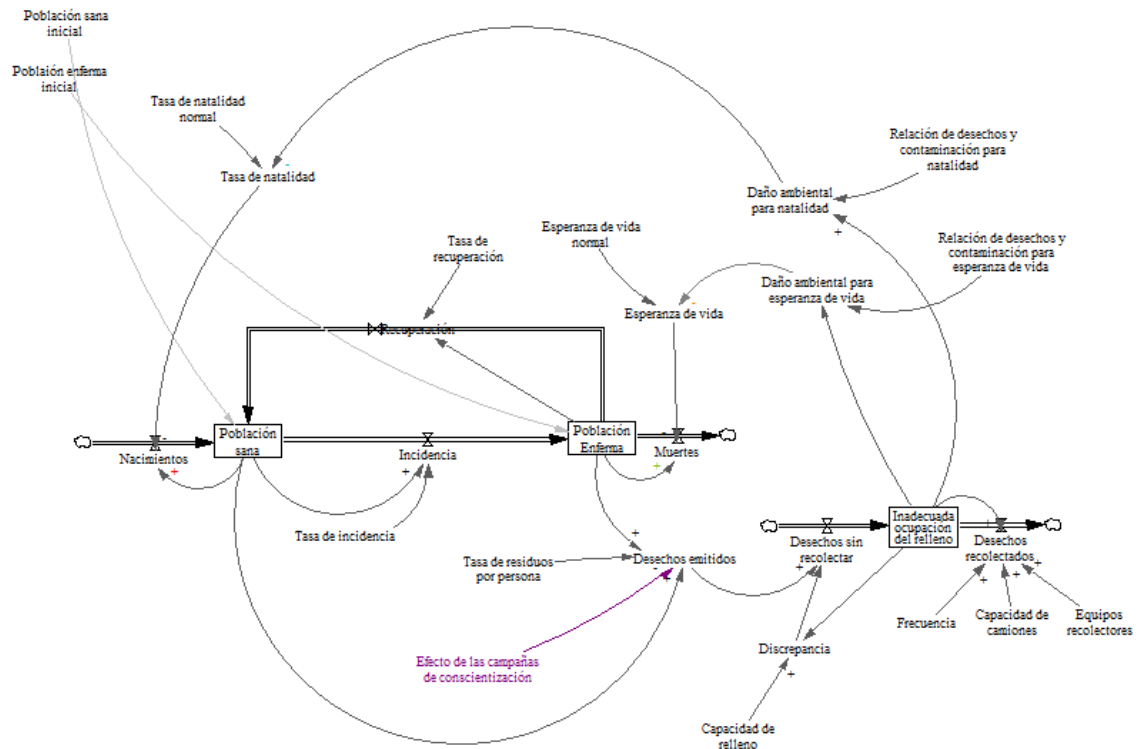 Población sana
inicial
Poblaión enferma
inicial
Tasa de natalidad
normal
Tasa de natalidad
-
Relación de desechos y
contaminación para
natalidad
Daño ambiental
para natalidad
+
Esperanza de vida
normal
Tasa de
recuperación
Relación de desechos y
contaminación para
esperanza de vida
Daño ambiental para
esperanza de vida
-
Esperanza de vida
Recuperación
Población
sana
Población
Enferma
-
-
Nacimientos
+
Incidencia
+
Muertes
+
Tasa de incidencia
Inadecuada
ocupación
del relleno
Desechos sin
recolectar
+
Desechos
recolectados
+
+
+
+
+
Tasa de residuos
por persona
Desechos emitidos
-
+
Frecuencia
Capacidad de
camiones
Equipos
recolectores
Discrepancia
+
Efecto de las campañas
de conscientización
Capacidad de
relleno